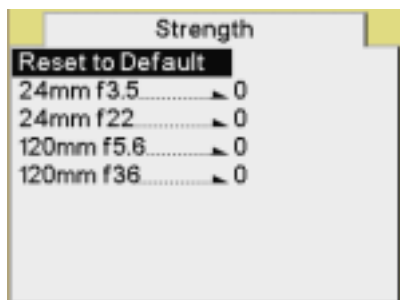 Strength
Reset to Default
24mm f3.5 0
24mm f22 0
120mm f5.6 0
120mm f36 0